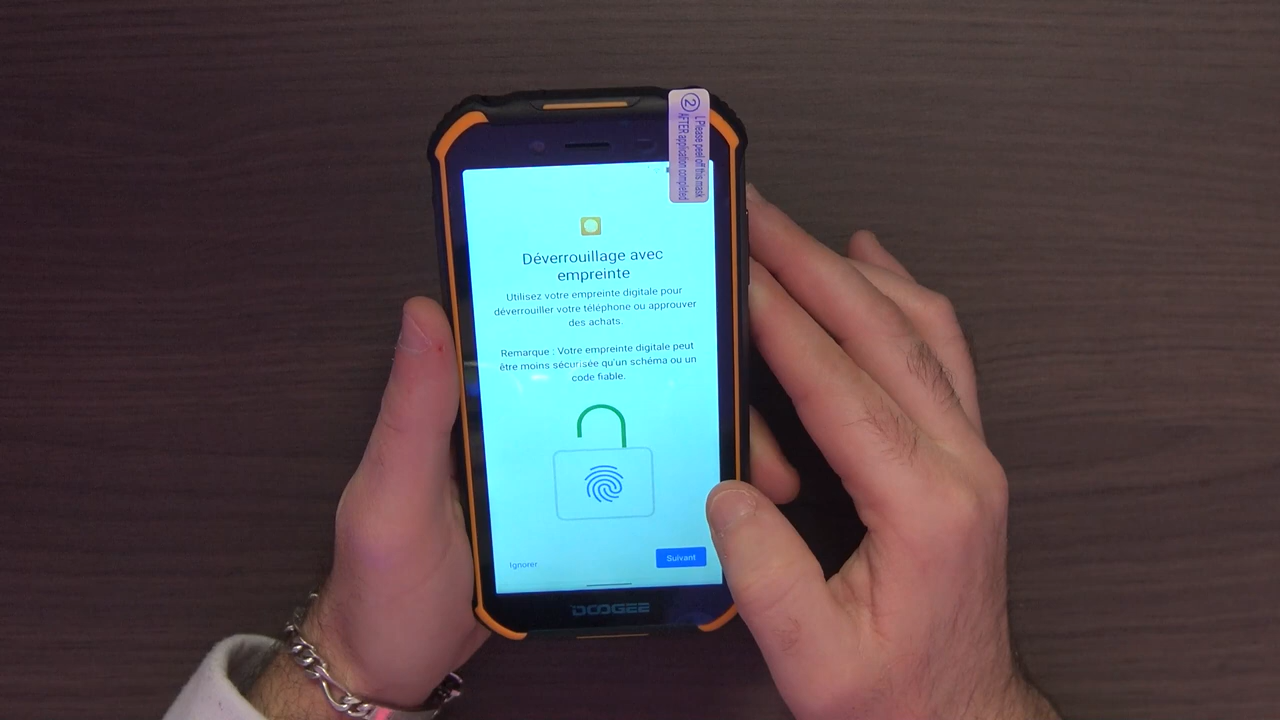 ② ⟨ Please peel off this mask
AFTER application completed
Déverrouillage avec
empreinte
Utilisez votre empreinte digitale pour
déverrouiller votre téléphone ou approuver
des achats.
Remarque : Votre empreinte digitale peut
être moins sécurisée qu'un schéma ou un
code fiable.
Ignorer
Suivant
DOOGEE